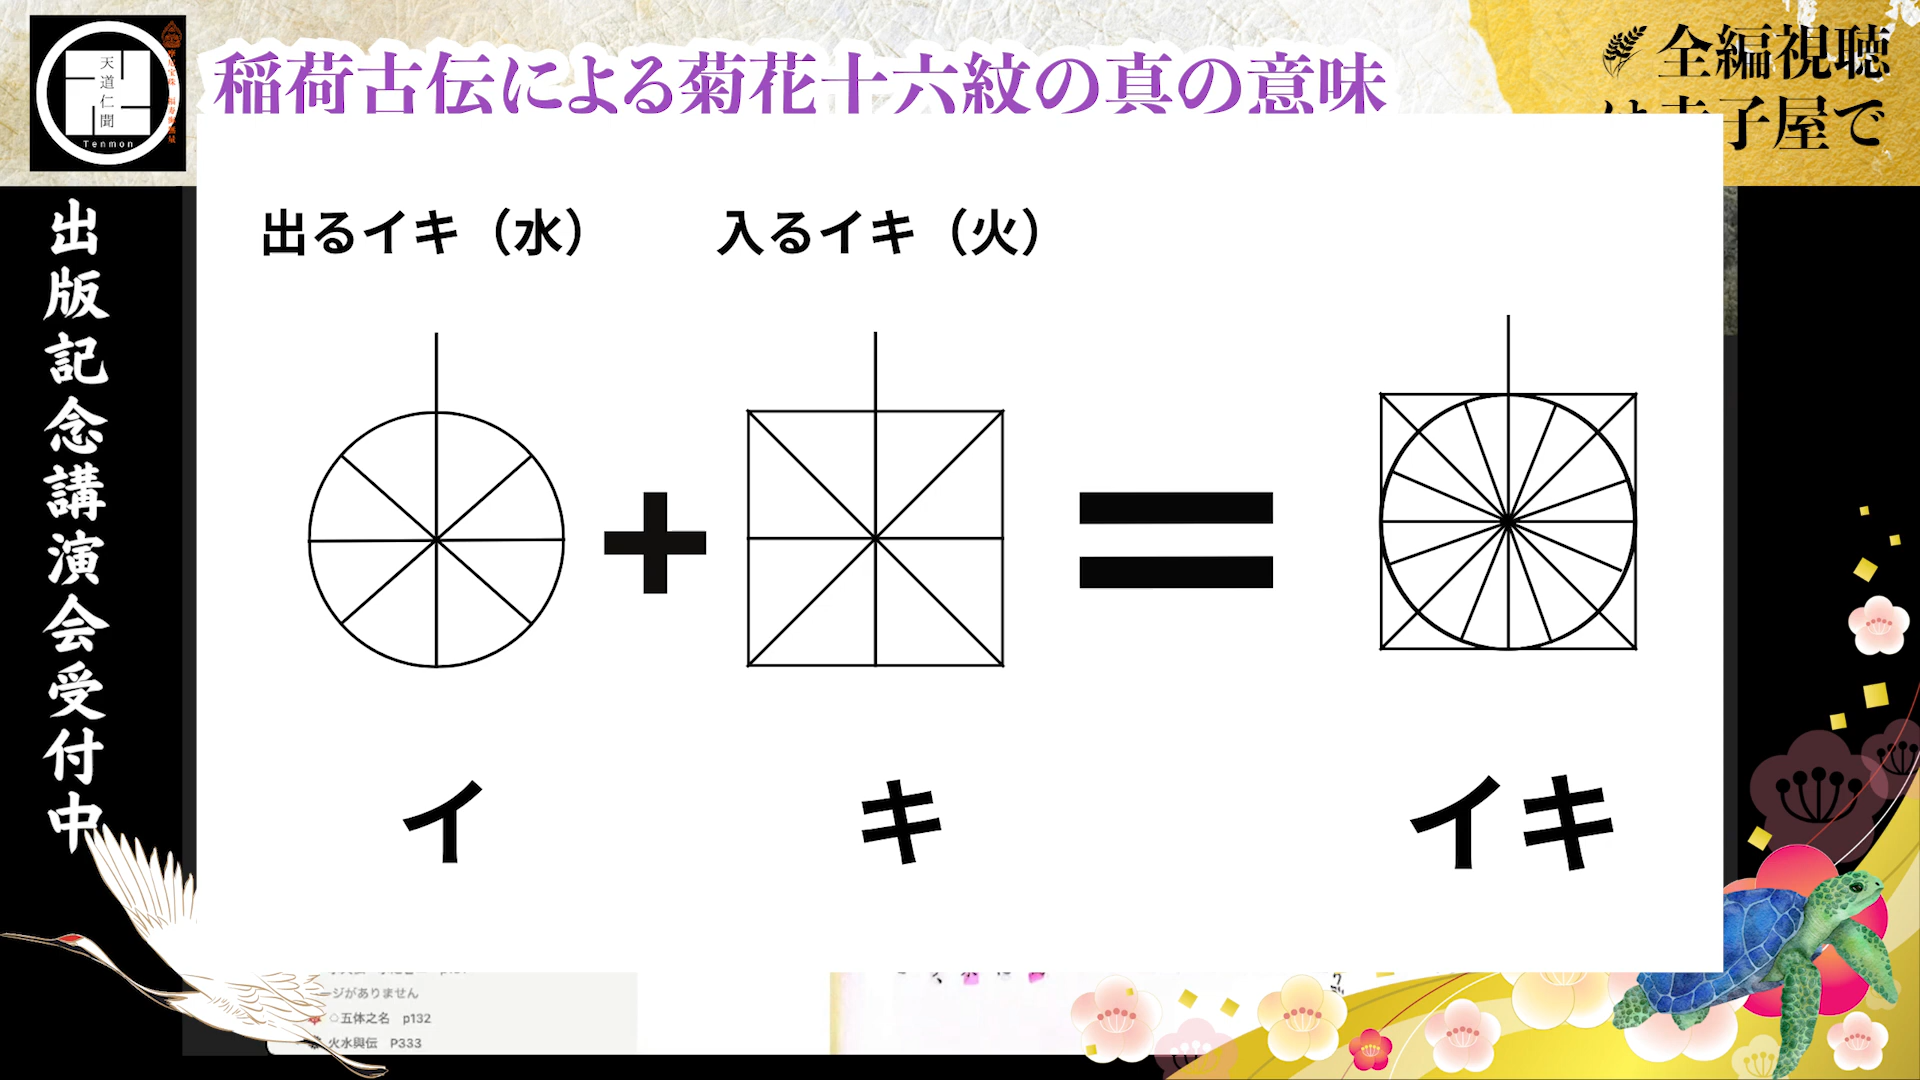 天道仁聞
Tenmon
稲荷古伝による菊花十六紋の真の意味
全編視聴
子屋で
出版記念講演会受付中
出るイキ（水）
入るイキ（火）
イ
キ
イキ
ジがありません
○五体之名 p132
火水與伝 P333